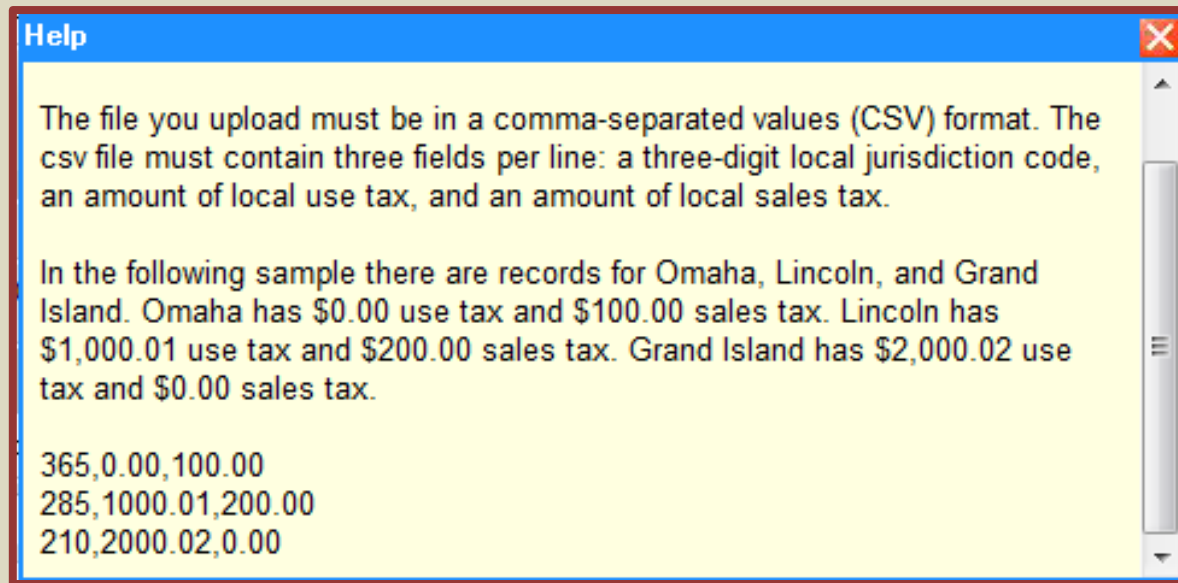 Help
The file you upload must be in a comma-separated values (CSV) format. The
csv file must contain three fields per line: a three-digit local jurisdiction code,
an amount of local use tax, and an amount of local sales tax.
In the following sample there are records for Omaha, Lincoln, and Grand
Island. Omaha has $0.00 use tax and $100.00 sales tax. Lincoln has
$1,000.01 use tax and $200.00 sales tax. Grand Island has $2,000.02 use
tax and $0.00 sales tax.
365,0.00,100.00
285,1000.01,200.00
210,2000.02,0.00